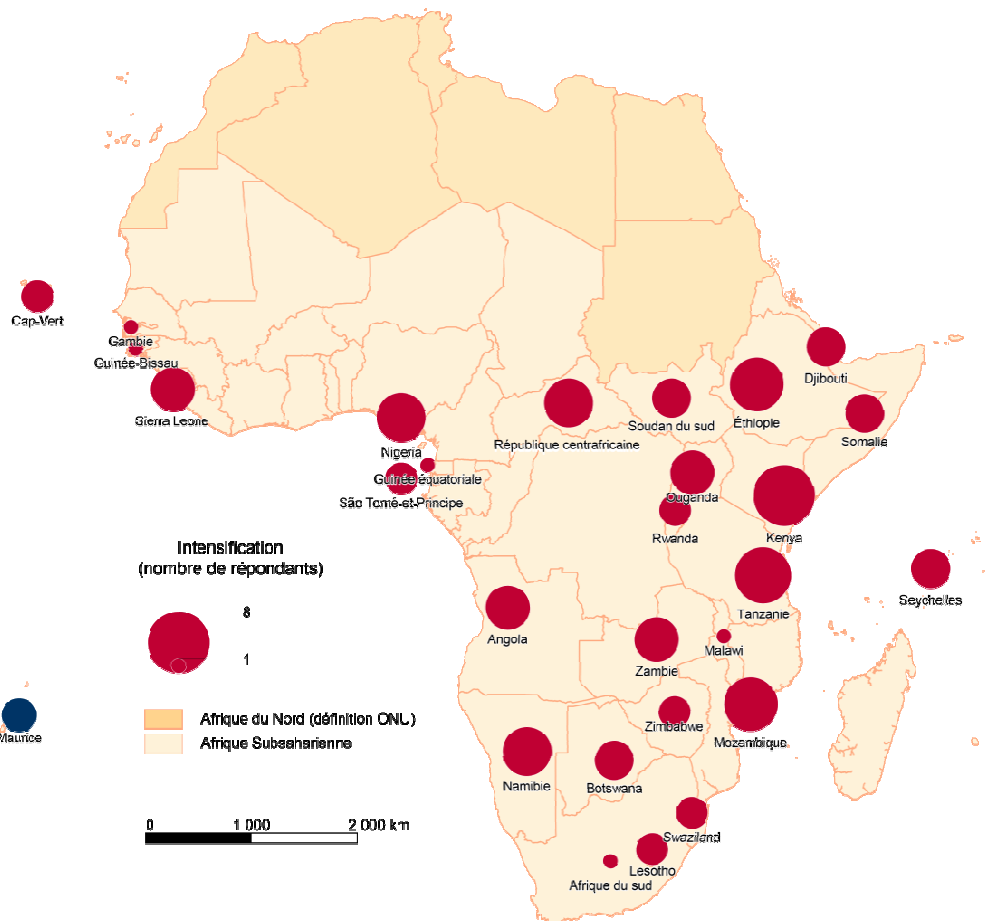 Cap-Vert
Gambie
Guinée-Bissau
Sierra Leone
Nigeria
Guinée équatoriale
São Tomé-et-Principe
République centrafricaine
Soudan du sud
Éthiopie
Djibouti
Somalie
Ouganda
Rwanda
Kenya
Tanzanie
Seychelles
Intensification
(nombre de répondants)
8
1
Angola
Zambie
Malawi
Maurice
Afrique du Nord (définition ONU)
Afrique Subsaharienne
Zimbabwe
Mozambique
Namibie
Botswana
0 1 000 2 000 km
Swaziland
Lesotho
Afrique du sud